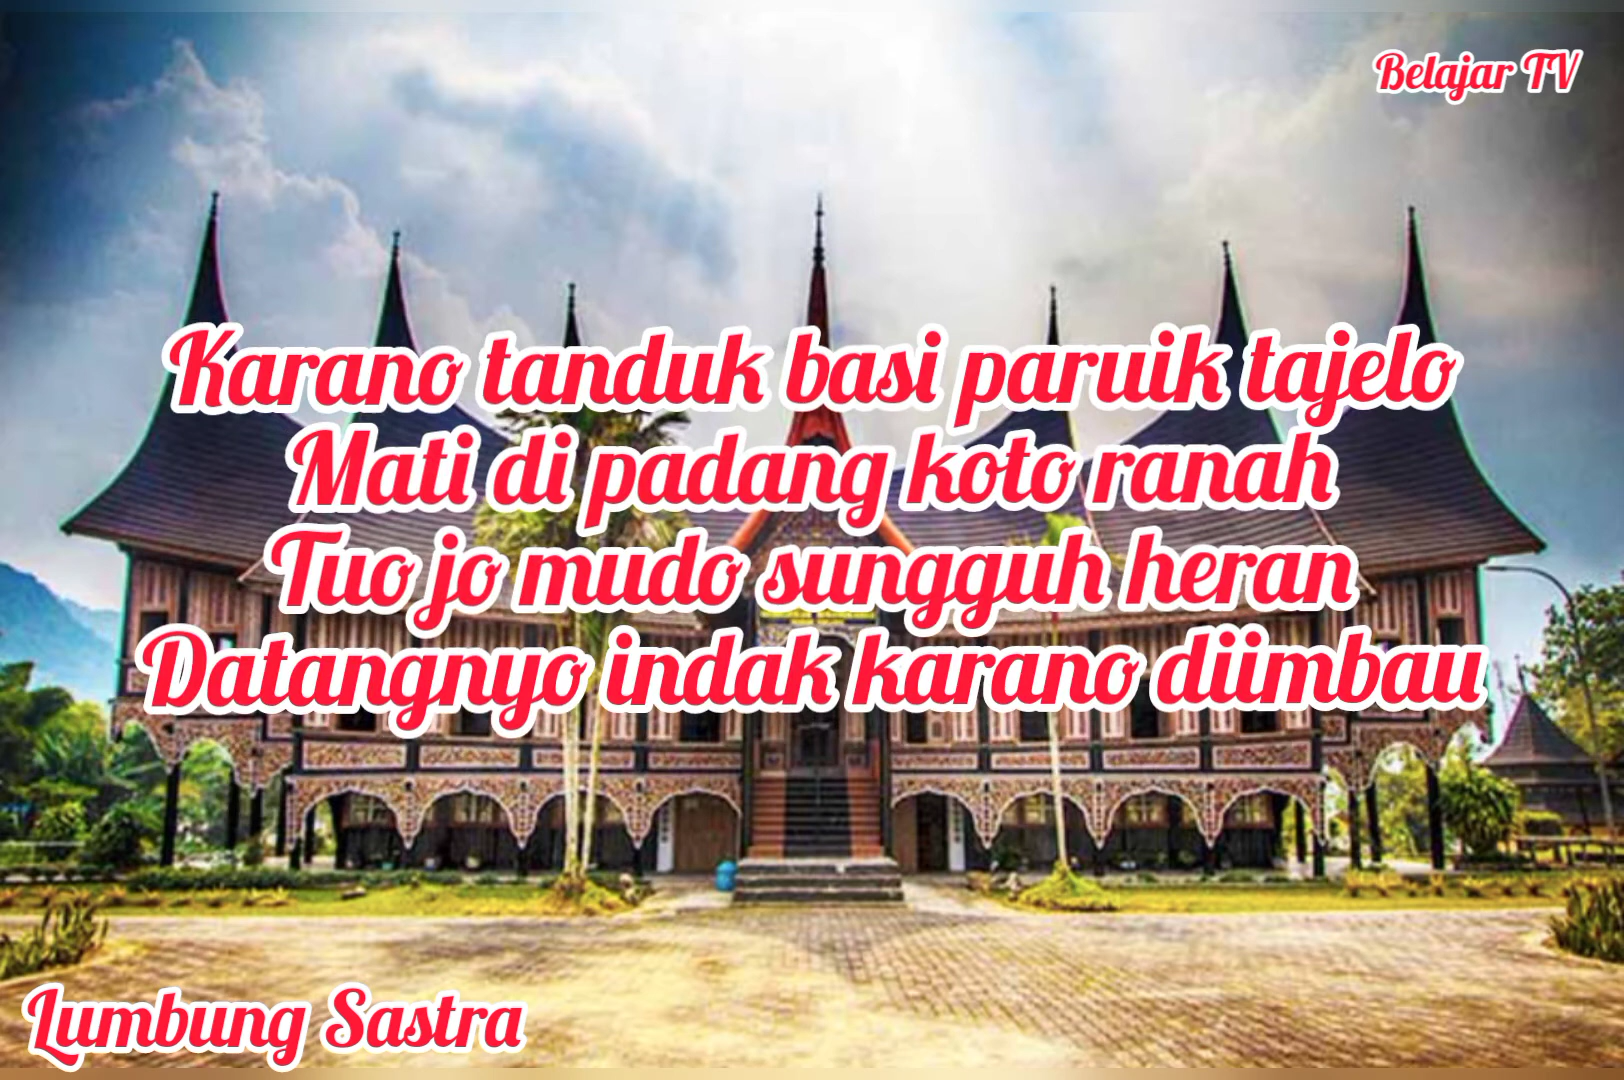 Belajar TV
Karano tanduk basi paruik tajelo
Mati di padang koto ranah
Tuo jo mudo sungguh heran
Datangnyo indak karano diimbau
Lumbung Sastra